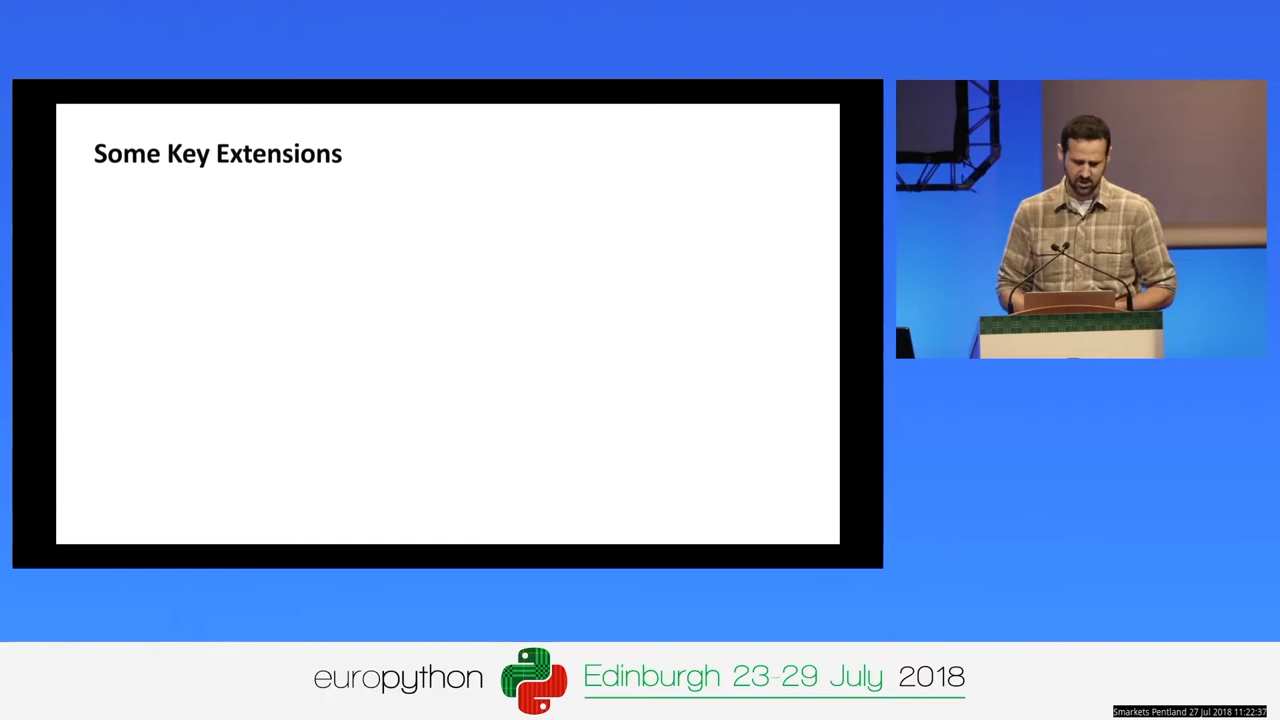 Some Key Extensions
europython
Edinburgh 23-29 July 2018
Smarkets Pentland 27 Jul 2018 11:22:37